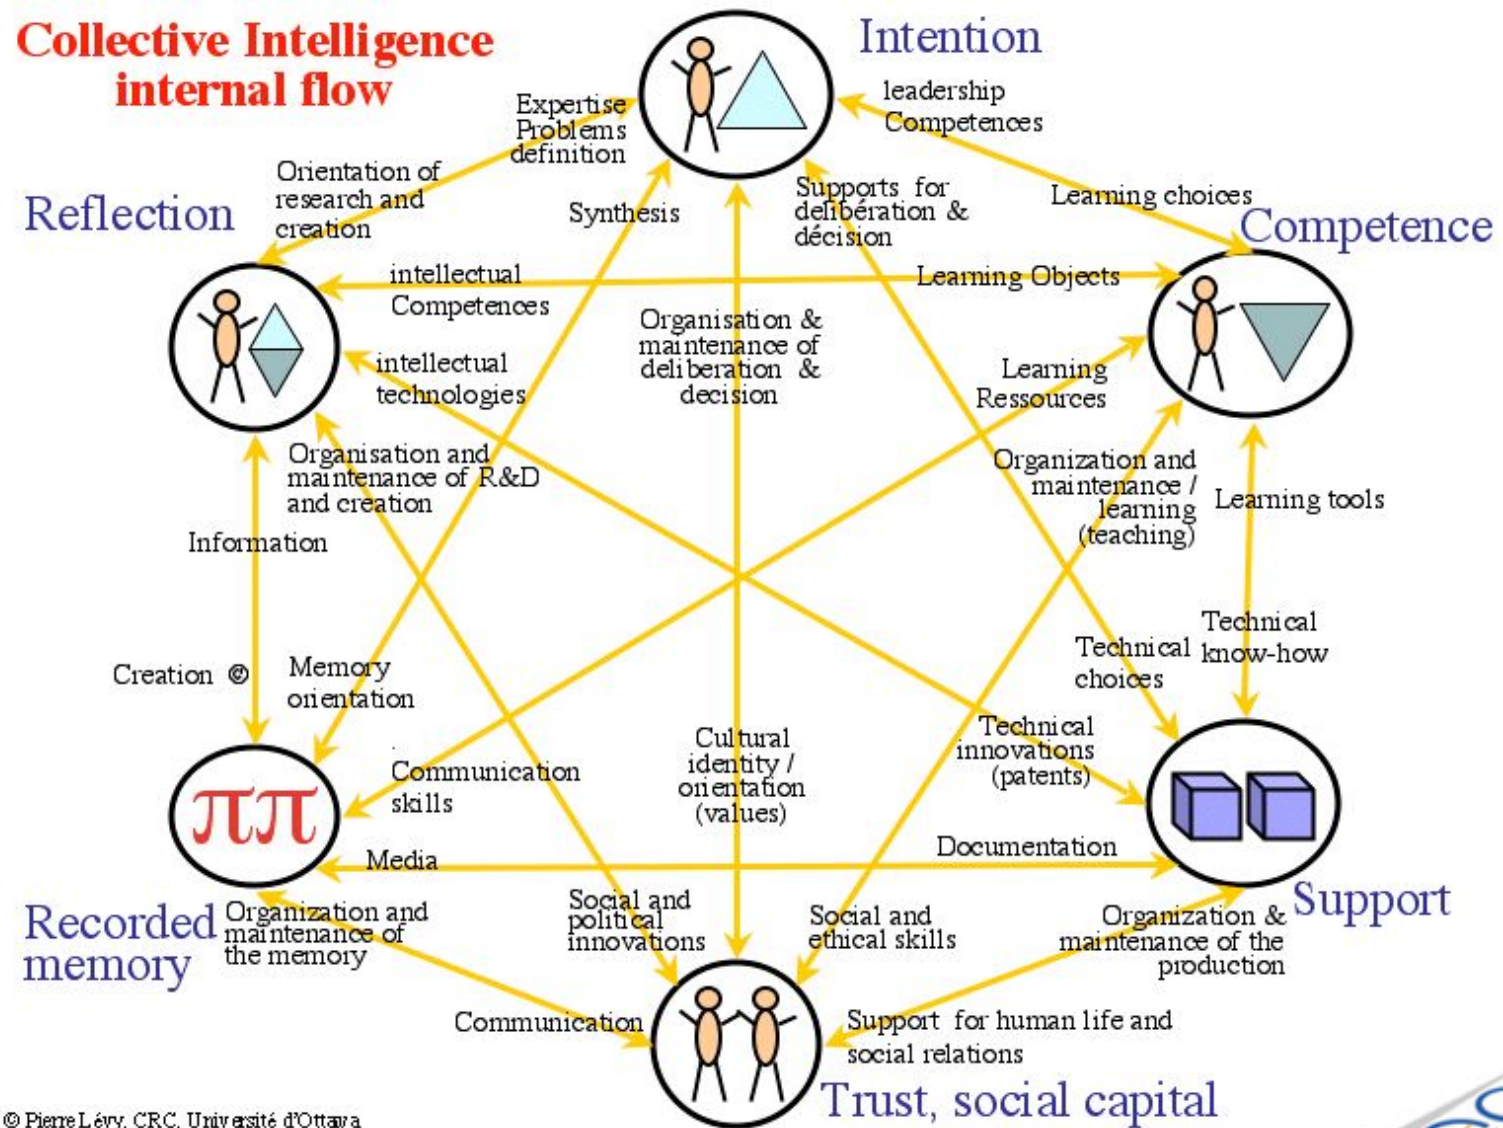 Collective Intelligence
internal flow
Intention
leadership
Competences
Expertise
Problems
definition
Orientation of
research and
creation
Reflection
Synthesis
Supports for
delibération &
décision
Learning choices
Competence
intellectual
Competences
Learning Objects
Organisation &
maintenance of
deliberation &
decision
intellectual
technologies
Learning
Ressources
Organisation and
maintenance of R&D
and creation
Organization and
maintenance /
learning
(teaching)
Learning tools
Information
Technical
know-how
Technical
choices
Creation ©
Memory
orientation
Technical
innovations
(patents)
Cultural
identity /
orientation
(values)
Communication
skills
ππ
Media
Documentation
Recorded
memory
Organization and
maintenance of
the memory
Social and
political
innovations
Social and
ethical skills
Organization &
maintenance of the
production
Support
Communication
Support for human life and
social relations
Trust, social capital
© Pierre Lévy, CRC, Université d'Ottawa